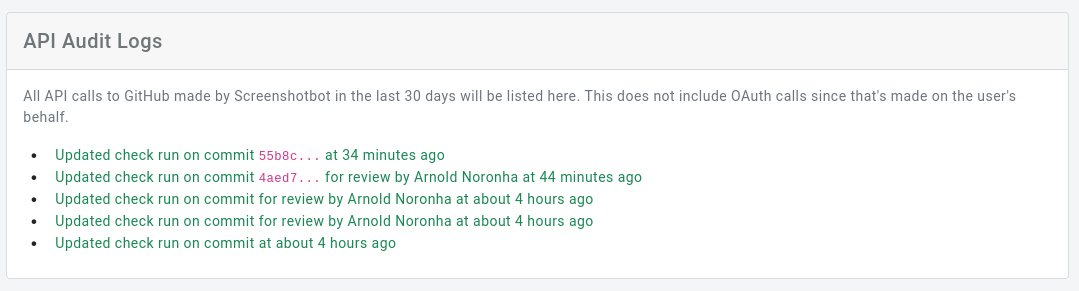 API Audit Logs
All API calls to GitHub made by Screenshotbot in the last 30 days will be listed here. This does not include OAuth calls since that's made on the user's
behalf.
Updated check run on commit 55b8c... at 34 minutes ago
Updated check run on commit 4aed7... for review by Arnold Noronha at 44 minutes ago
Updated check run on commit for review by Arnold Noronha at about 4 hours ago
Updated check run on commit for review by Arnold Noronha at about 4 hours ago
Updated check run on commit at about 4 hours ago